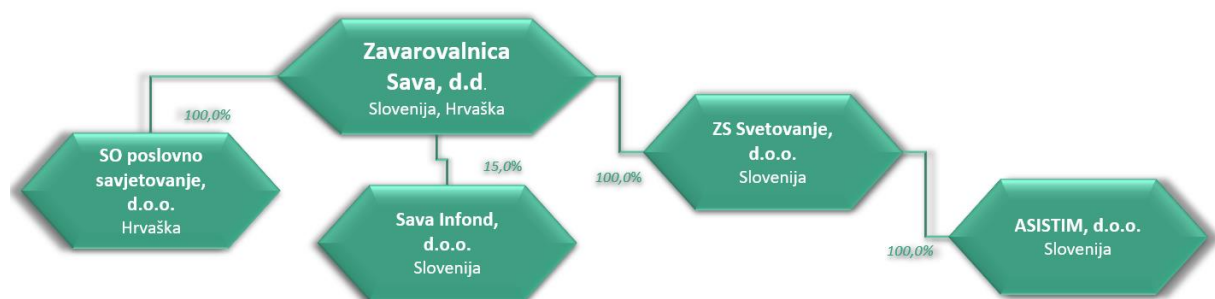 Zavarovalnica
Sava, d.d.
Slovenija, Hrvaška
100,0%
SO poslovno
savjetovanje,
d.o.o.
Hrvaška
15,0%
Sava Infond,
d.o.o.
Slovenija
100,0%
ZS Svetovanje,
d.o.o.
Slovenija
100,0%
ASISTIM, d.o.o.
Slovenija